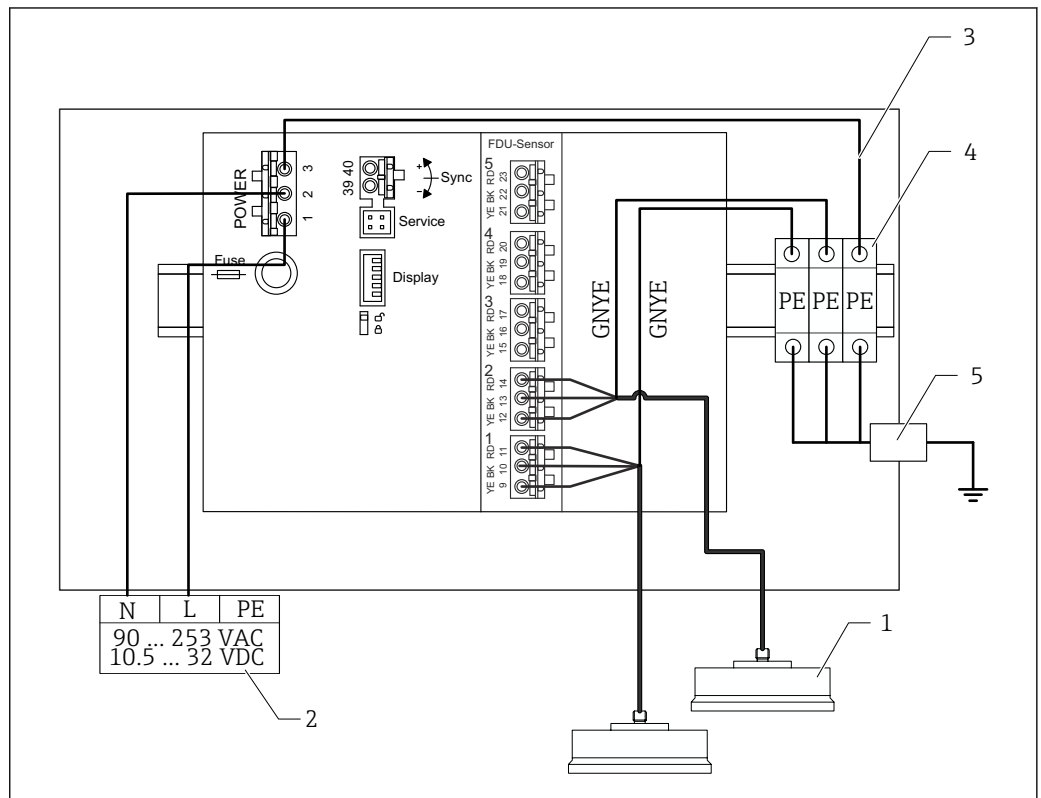 3
FDU-Sensor
4
POWER
3
2
1
39 40
+
-
Sync
Service
Fuse
Display
5
YE BK RD
21 22 23
4
YE BK RD
18 19 20
3
YE BK RD
15 16 17
2
YE BK RD
12 13 14
1
YE BK RD
9 10 11
GNYE
GNYE
PE PE PE
5
N L PE
90 ... 253 VAC
10.5 ... 32 VDC
1
2